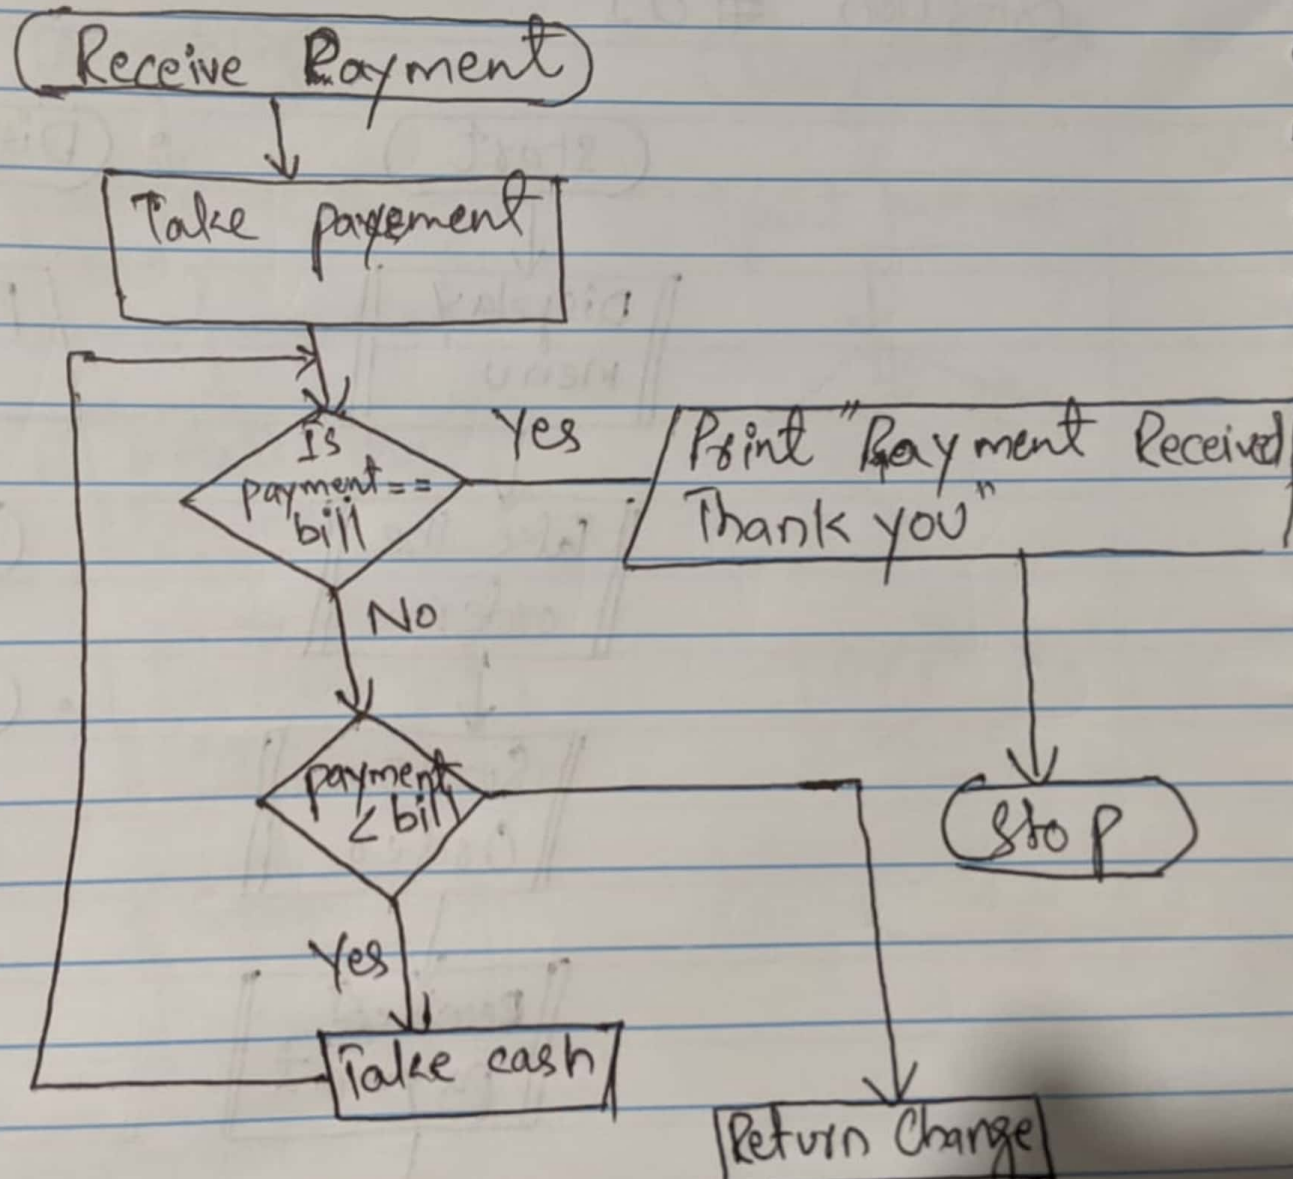 Receive Payment
Take payement
Is
payment==
bill
Yes
Print "Payment Received
Thank you"
No
payment
< bill
Stop
Yes
Take cash
Return Change